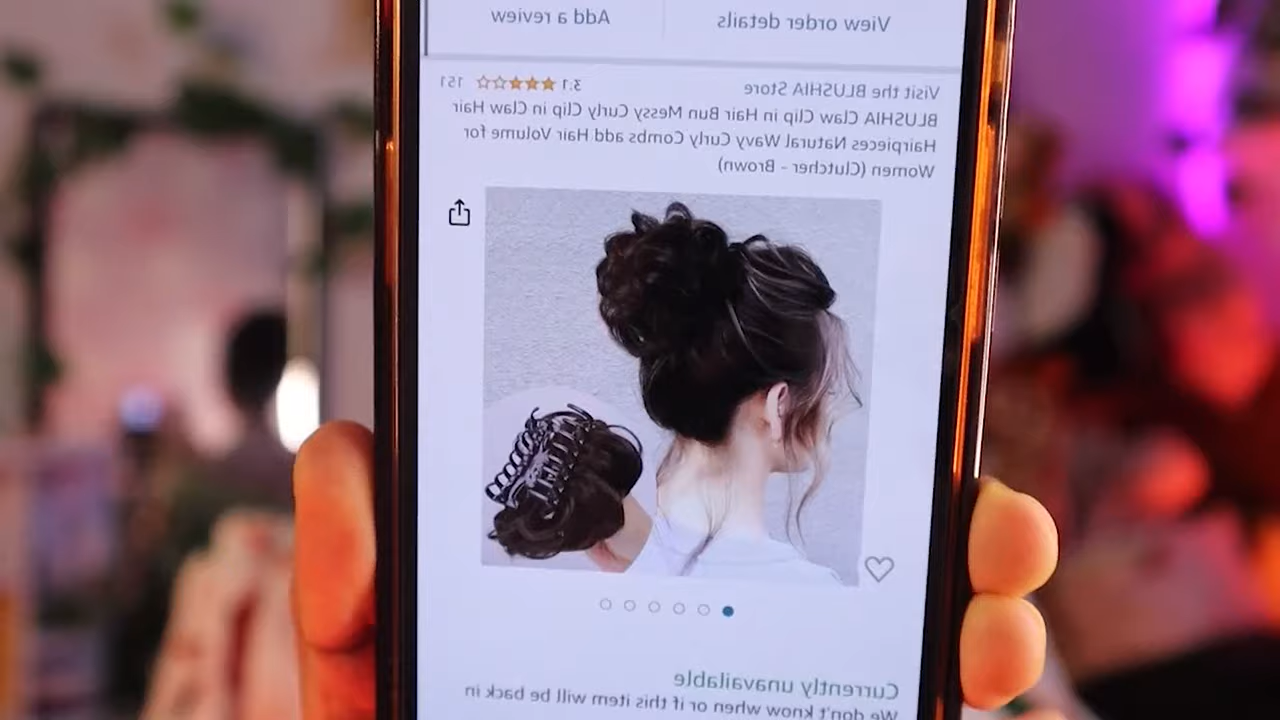 View order details Add a review
Visit the BLUSHIA Store 3.1 151
BLUSHIA Claw Clip in Hair Bun Messy Curly Clip in Claw Hair
Hairpieces Natural Wavy Curly Combs add Hair Volume for
Women (Clutcher - Brown)
Currently unavailable
We don't know when or if this item will be back in